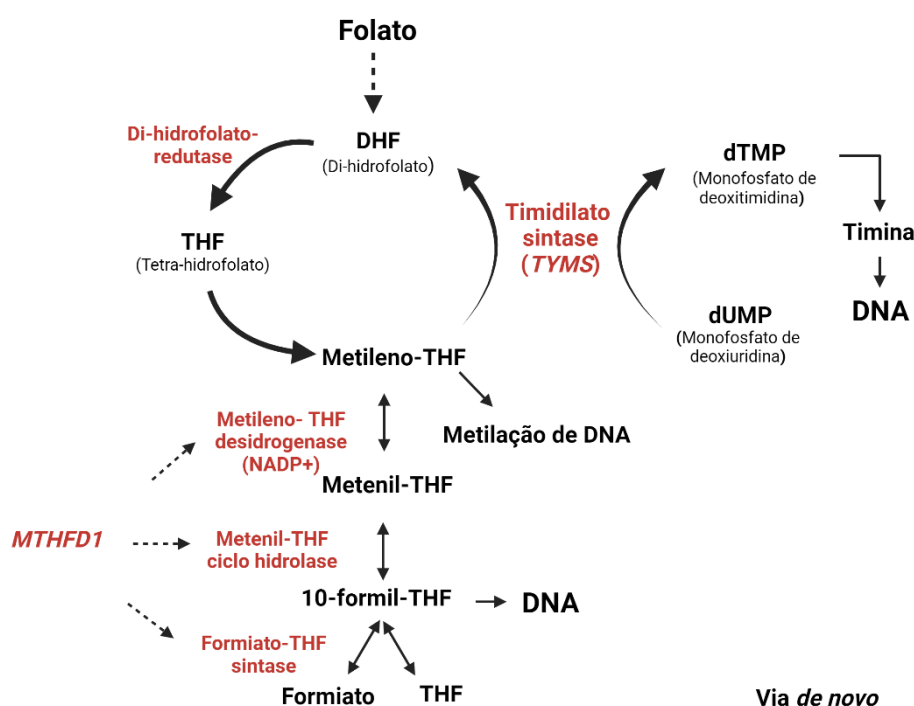 Folato
Di-hidrofolato-
redutase
DHF
(Di-hidrofolato)
THF
(Tetra-hidrofolato)
Timidilato
sintase
(TYMS)
dTMP
(Monofosfato de
deoxitimidina)
Timina
DNA
dUMP
(Monofosfato de
deoxiuridina)
Metileno-THF
Metilação de DNA
Metileno- THF
desidrogenase
(NADP+)
Metenil-THF
MTHFD1
Metenil-THF
ciclo hidrolase
10-formil-THF
DNA
Formiato-THF
sintase
Formiato
THF
Via de novo